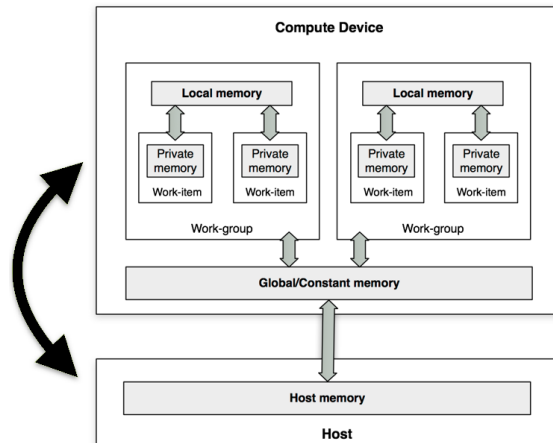 Compute Device
Local memory
Local memory
Private
memory
Private
memory
Private
memory
Private
memory
Work-item
Work-item
Work-item
Work-item
Work-group
Work-group
Global/Constant memory
Host memory
Host